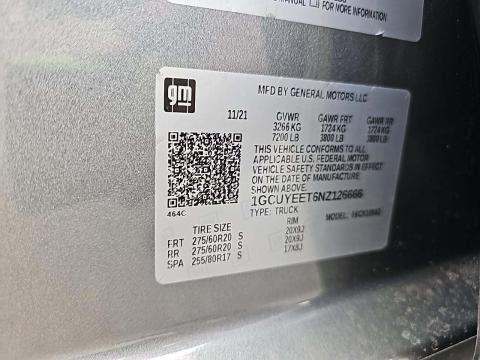 MANUAL FOR MORE INFORMATION.
gm
MFD BY GENERAL MOTORS LLC
11/21 GVWR GAWR FRT GAWR RR
3266 KG 1724 KG 1724 KG
7200 LB 3800 LB 3800 LB
THIS VEHICLE CONFORMS TO ALL
APPLICABLE U.S. FEDERAL MOTOR
VEHICLE SAFETY STANDARDS IN EFFECT
ON THE DATE OF MANUFACTURE SHOWN ABOVE.
1GCUYEET6NZ126666
464C TYPE: TRUCK MODEL:
TIRE SIZE RIM
FRT 275/60R20 S 20X9J
RR 275/60R20 S 20X9J
SPA 255/80R17 S 17X8J